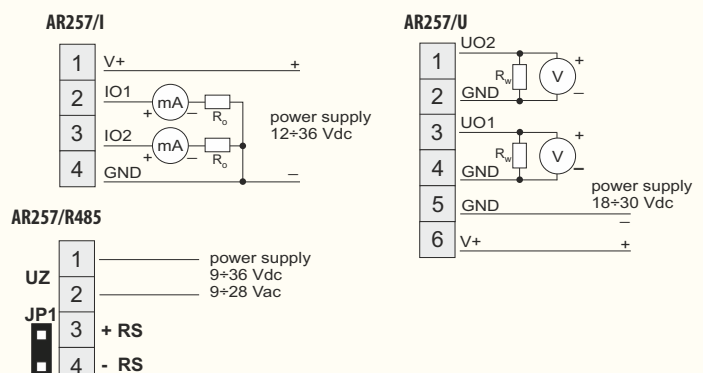 AR257/I
1 V+ +
2 IO1 mA + − Ro
3 IO2 mA + − Ro
4 GND −
power supply
12÷36 Vdc
AR257/U
1 UO2
Rw V + −
2 GND
3 UO1
Rw V + −
4 GND
5 GND −
6 V+ +
power supply
18÷30 Vdc
AR257/R485
UZ
1
2
power supply
9÷36 Vdc
9÷28 Vac
JP1
3 + RS
4 - RS